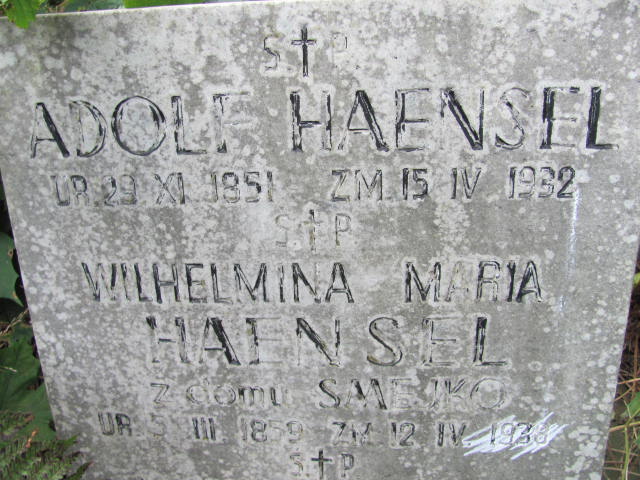 S.✝P.
ADOLF HAENSEL
UR.29 XI.1851 ZM.15 IV 1932
S.✝P.
WILHELMINA MARIA
HAENSEL
z domu SMEJKO
UR 5 III 1859 ZM.12 IV.1938
S.✝P